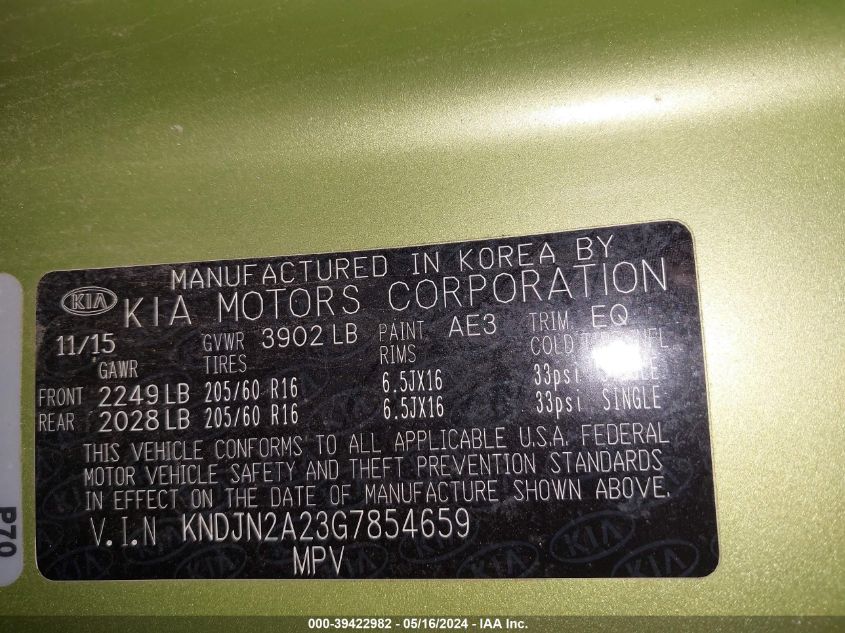 MANUFACTURED IN KOREA BY
KIA KIA MOTORS CORPORATION
11/15 GVWR 3902 LB PAINT AE3 TRIM EQ
GAWR TIRES RIMS COLD
FRONT 2249 LB 205/60 R16 6.5JX16 33psi
REAR 2028 LB 205/60 R16 6.5JX16 33psi SINGLE
THIS VEHICLE CONFORMS TO ALL APPLICABLE U.S.A. FEDERAL
MOTOR VEHICLE SAFETY AND THEFT PREVENTION STANDARDS
IN EFFECT ON THE DATE OF MANUFACTURE SHOWN ABOVE.
V.I.N KNDJN2A23G7854659
MPV
P70
000-39422982 - 05/16/2024 - IAA Inc.